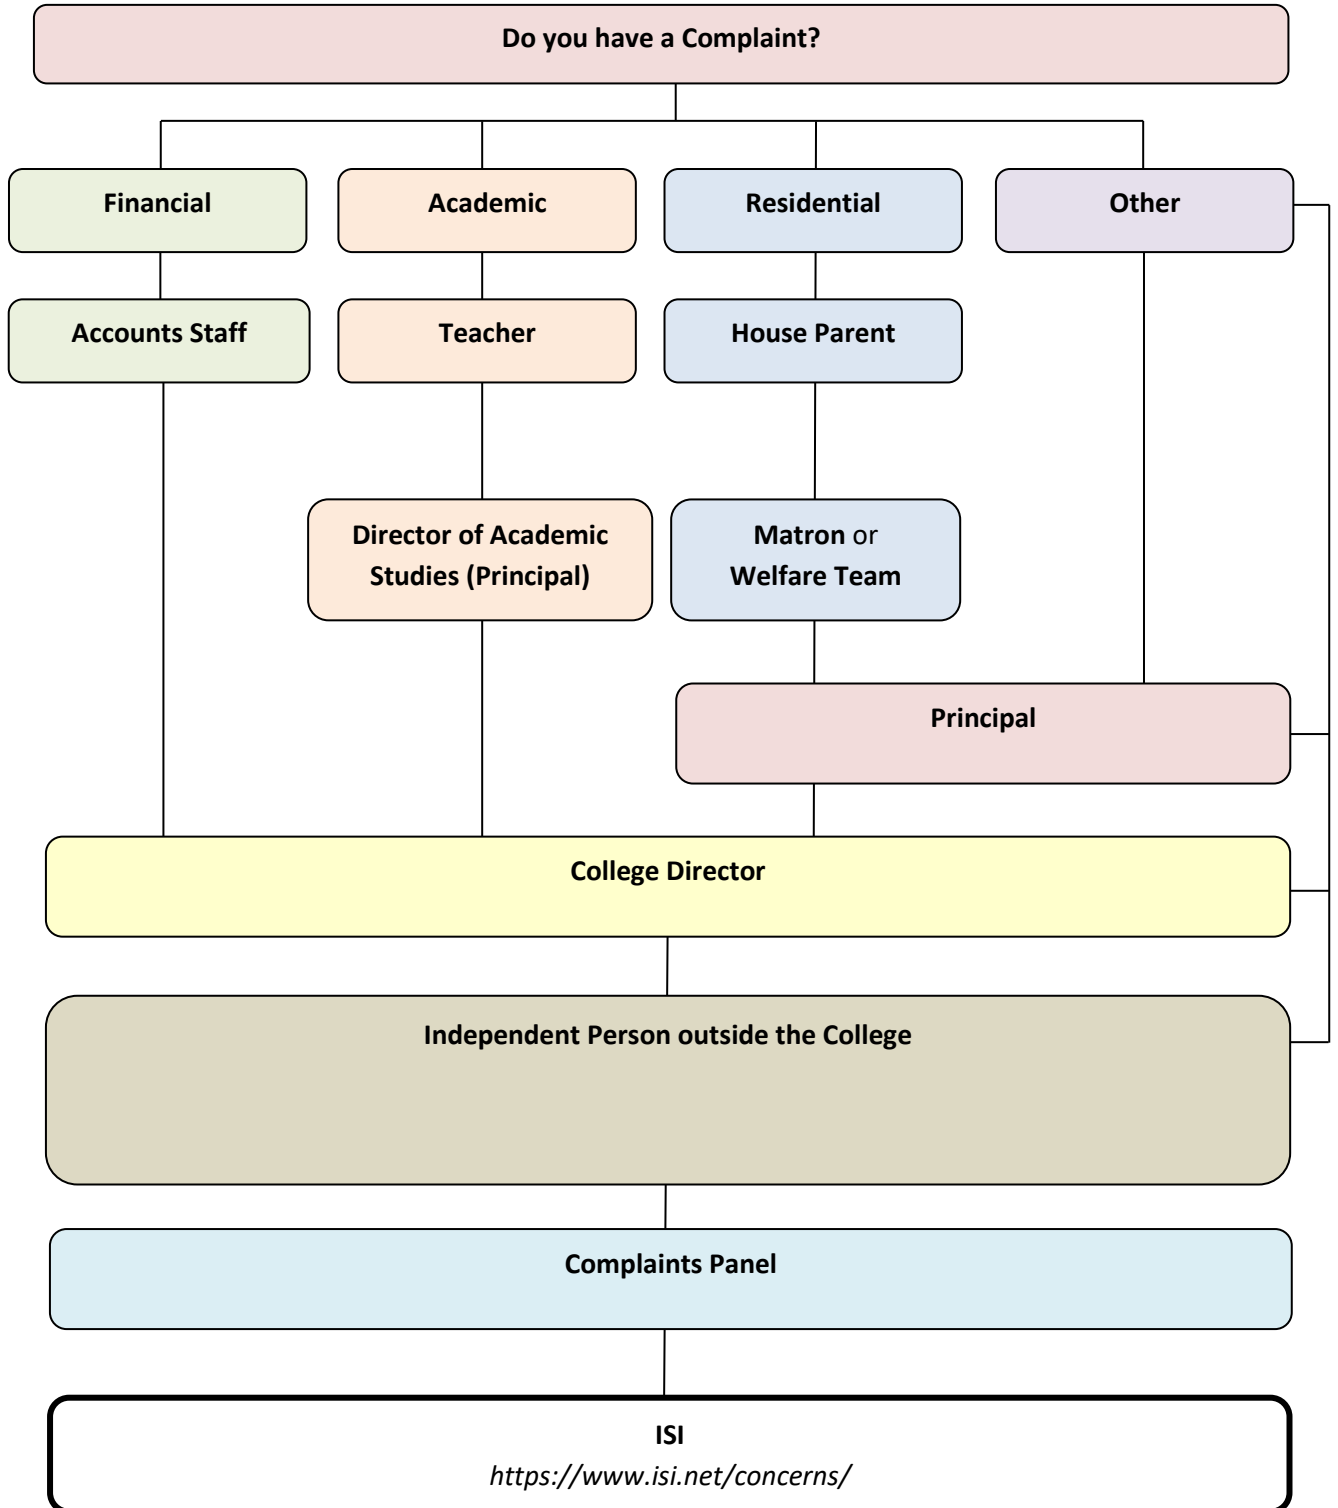 Do you have a Complaint?
Financial
Academic
Residential
Other
Accounts Staff
Teacher
House Parent
Director of Academic
Studies (Principal)
Matron or
Welfare Team
Principal
College Director
Independent Person outside the College
Complaints Panel
ISI
https://www.isi.net/concerns/